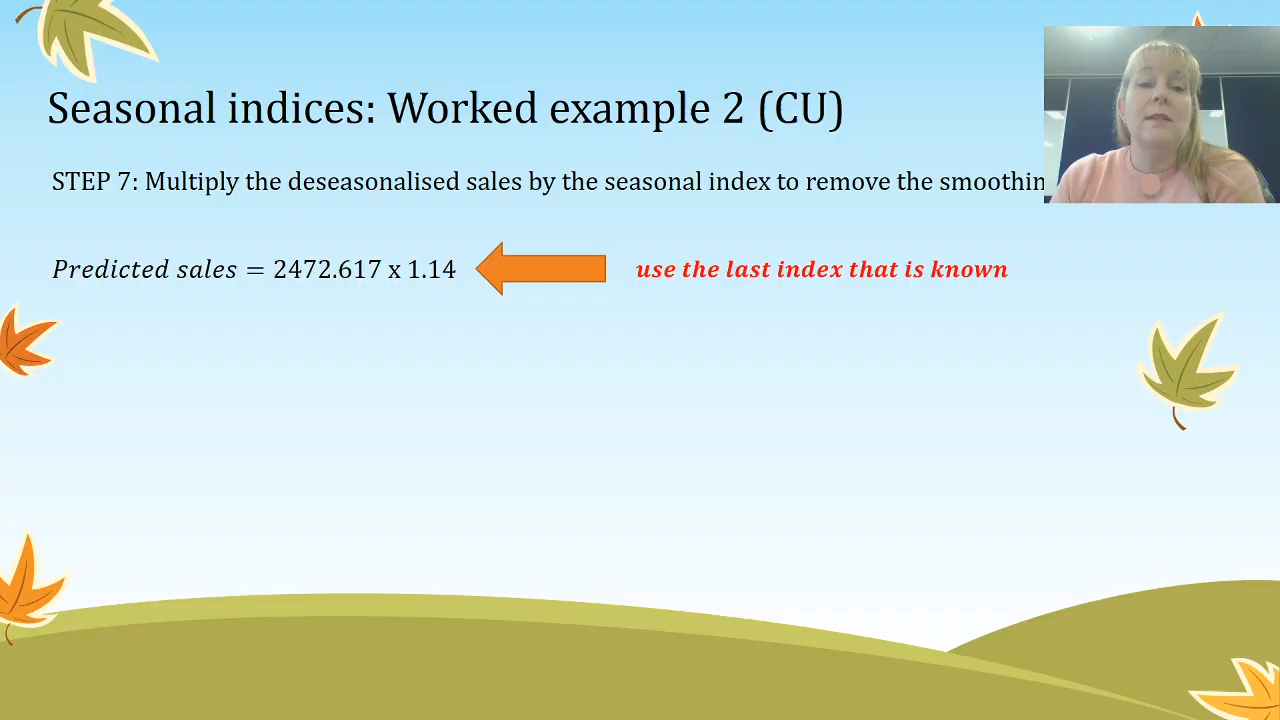 Seasonal indices: Worked example 2 (CU)
STEP 7: Multiply the deseasonalised sales by the seasonal index to remove the
Predicted sales = 2472.617 x 1.14
use the last index that is known